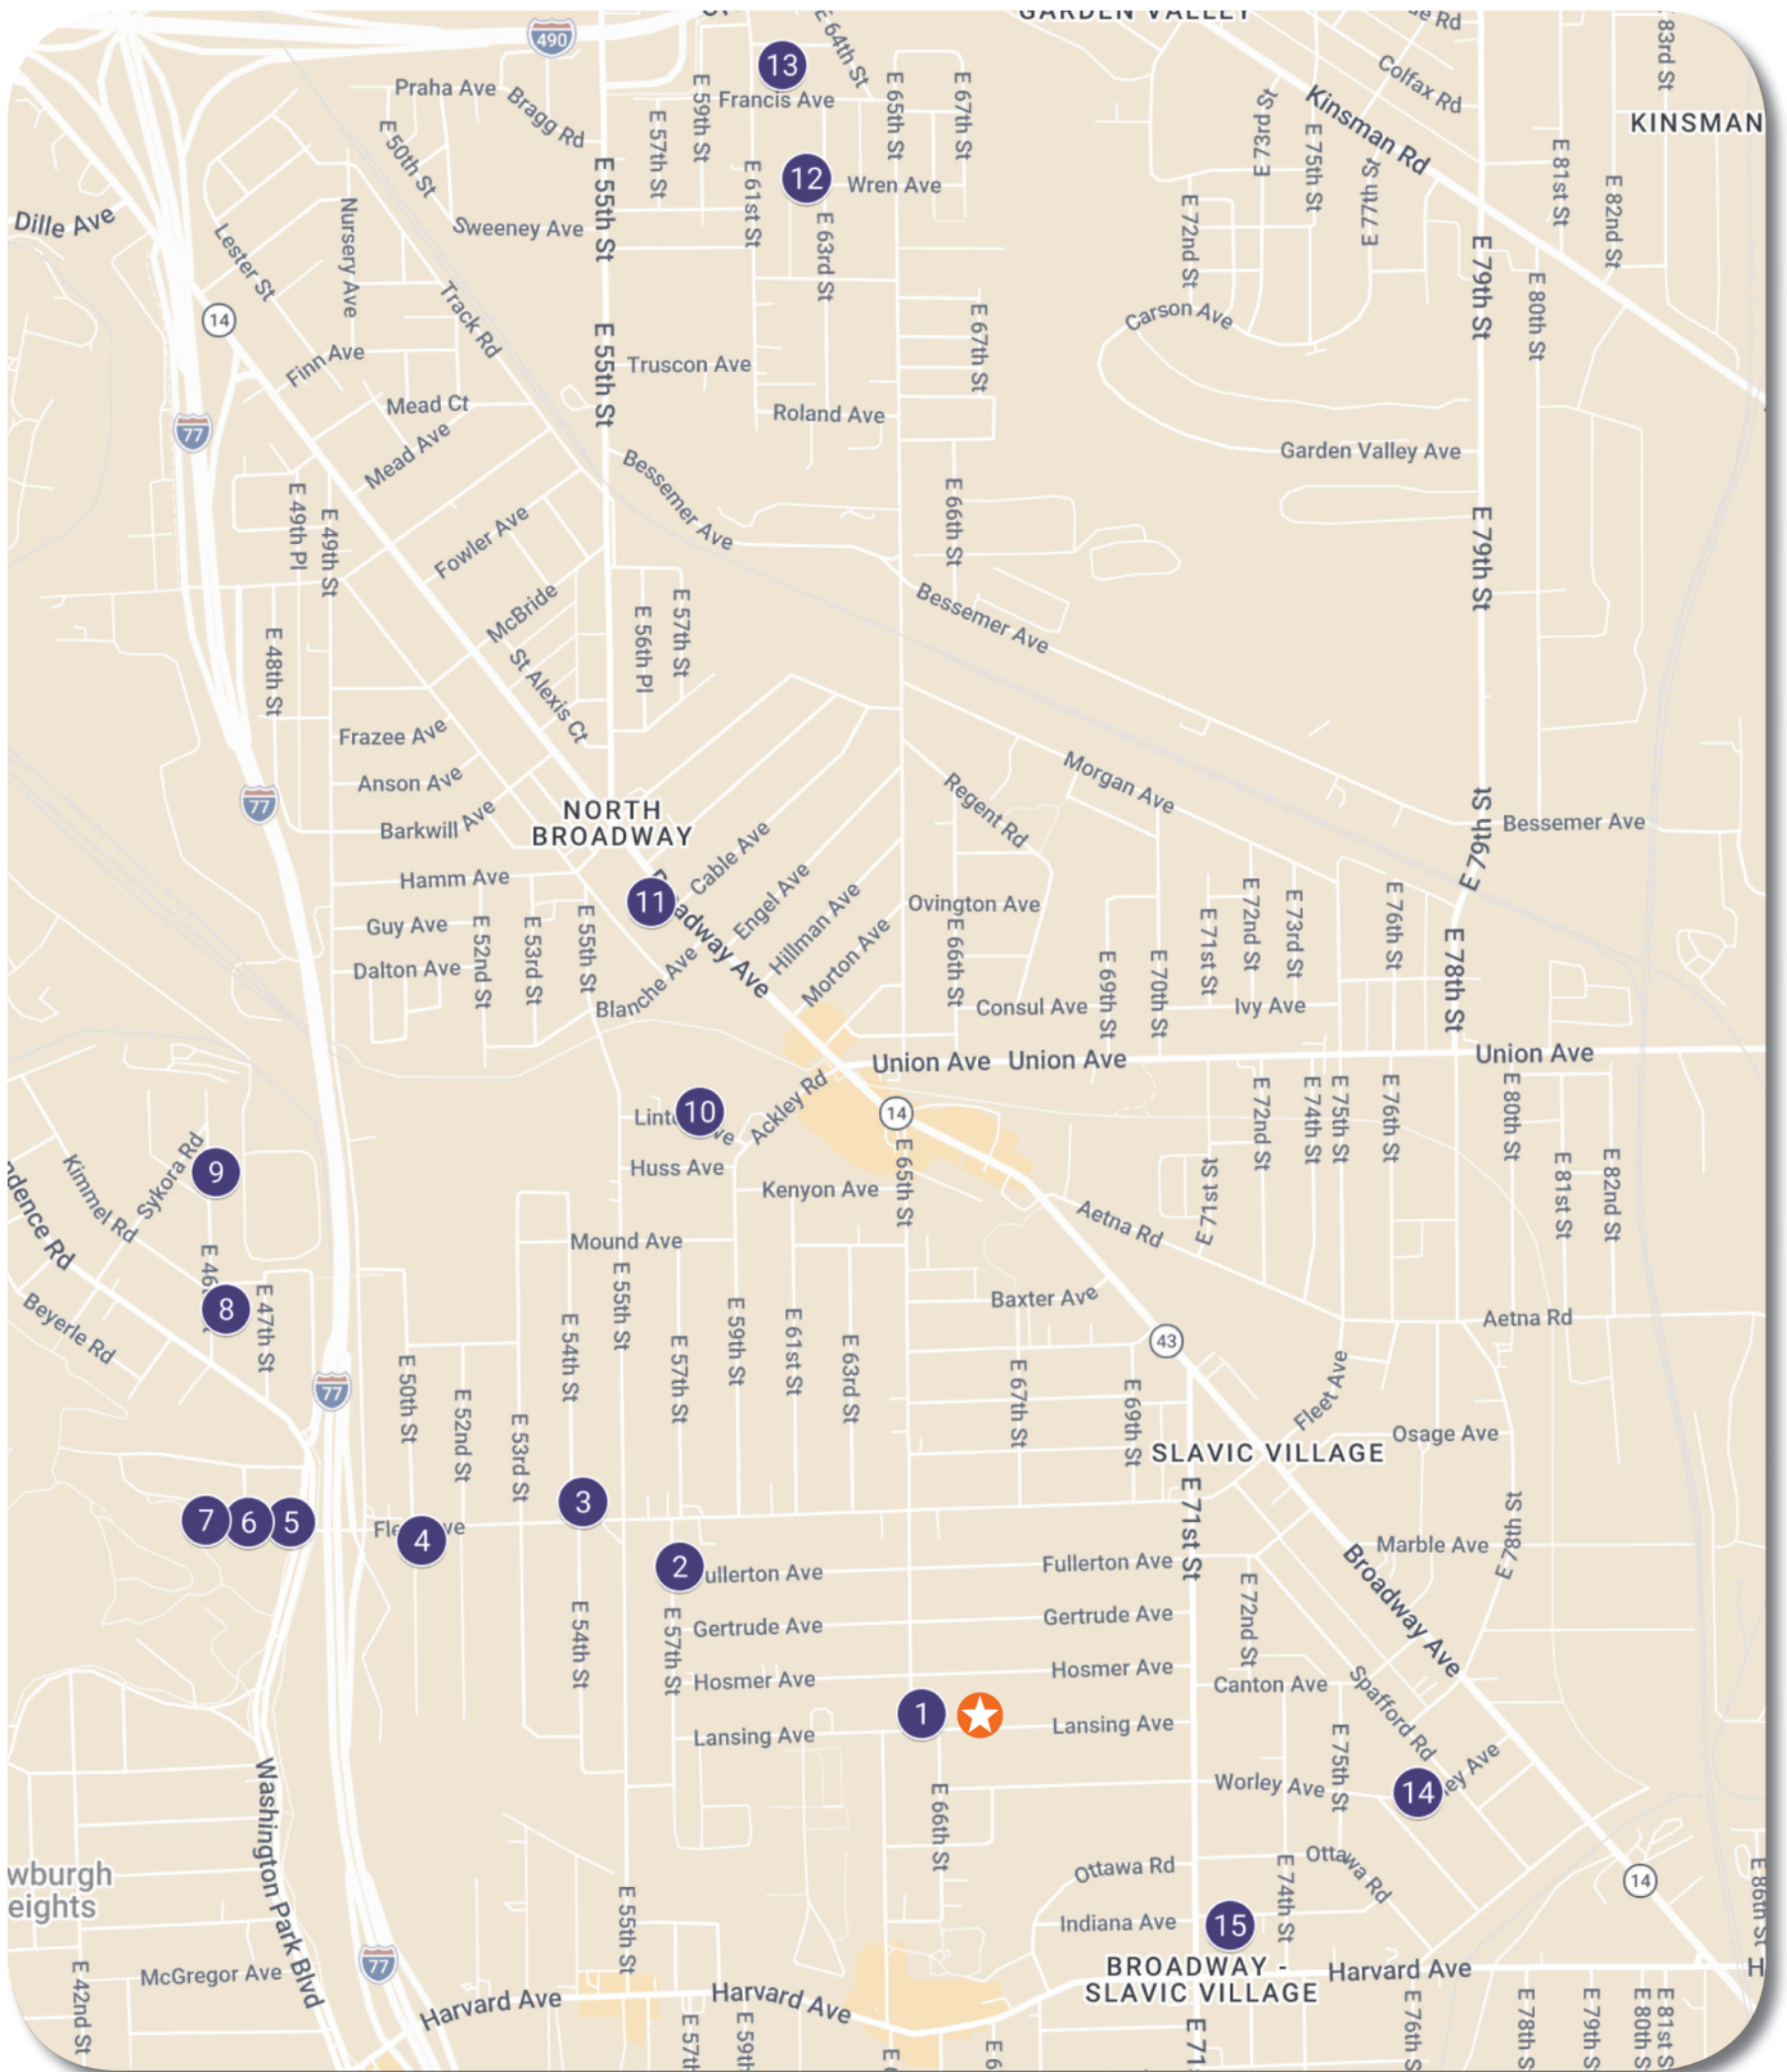 GARDEN VALLEY
490
13
E 64th St
83rd St
Praha Ave
Bragg Rd
Francis Ave
E 59th St
E 57th St
E 65th St
E 67th St
Colfax Rd
Kinsman Rd
KINSMAN
E 50th St
E 55th St
E 61st St
12
Wren Ave
E 63rd St
E 73rd St
E 75th St
E 77th St
E 81st St
E 82nd St
Dille Ave
Sweeney Ave
Nursery Ave
Lester St
E 72nd St
E 79th St
14
Track Rd
Finn Ave
E 55th St
Truscon Ave
E 67th St
Carson Ave
E 80th St
77
Mead Ct
Mead Ave
Roland Ave
Bessemer Ave
Garden Valley Ave
E 49th Pl
E 49th St
Fowler Ave
E 66th St
E 79th St
McBride
E 56th Pl
E 57th St
Bessemer Ave
E 48th St
St Alexis Ct
Frazee Ave
Anson Ave
77
Barkwill Ave
NORTH
BROADWAY
Regent Rd
Morgan Ave
E 79th St
Bessemer Ave
Hamm Ave
Cable Ave
Engel Ave
Hillman Ave
Morton Ave
11
adway Ave
Ovington Ave
Guy Ave
Dalton Ave
E 52nd St
E 53rd St
E 55th St
Blanche Ave
E 66th St
Consul Ave
E 69th St
E 70th St
E 71st St
E 72nd St
E 73rd St
Ivy Ave
E 76th St
E 78th St
Union Ave
Union Ave
Union Ave
10
Ackley Rd
14
Huss Ave
Kenyon Ave
E 65th St
E 71st St
E 72nd St
E 74th St
E 75th St
E 76th St
E 80th St
E 81st St
E 82nd St
9
Sykora Rd
Kimmel Rd
dence Rd
Mound Ave
Aetna Rd
8
E 47th St
Beyerle Rd
E 55th St
Baxter Ave
Aetna Rd
43
77
E 50th St
E 52nd St
E 53rd St
E 54th St
E 57th St
E 59th St
E 61st St
E 63rd St
E 67th St
E 69th St
Fleet Ave
Osage Ave
SLAVIC VILLAGE
7
6
5
4
3
2
ullerton Ave
Fullerton Ave
E 71st St
Marble Ave
E 78th St
Broadway Ave
E 54th St
E 57th St
Gertrude Ave
Gertrude Ave
E 72nd St
Hosmer Ave
Hosmer Ave
Canton Ave
Spafford Rd
1
Lansing Ave
Lansing Ave
E 75th St
Worley Ave
14
ey Ave
Washington Park Blvd
E 66th St
wburgh
eights
Ottawa Rd
Ottawa Rd
14
E 86th St
E 55th St
Indiana Ave
15
E 74th St
77
McGregor Ave
E 42nd St
BROADWAY -
SLAVIC VILLAGE
Harvard Ave
H
Harvard Ave
Harvard Ave
E 57th
E 59th
E 6
E 71
E 76th S
E 78th S
E 79th S
E 80th S
E 81st S